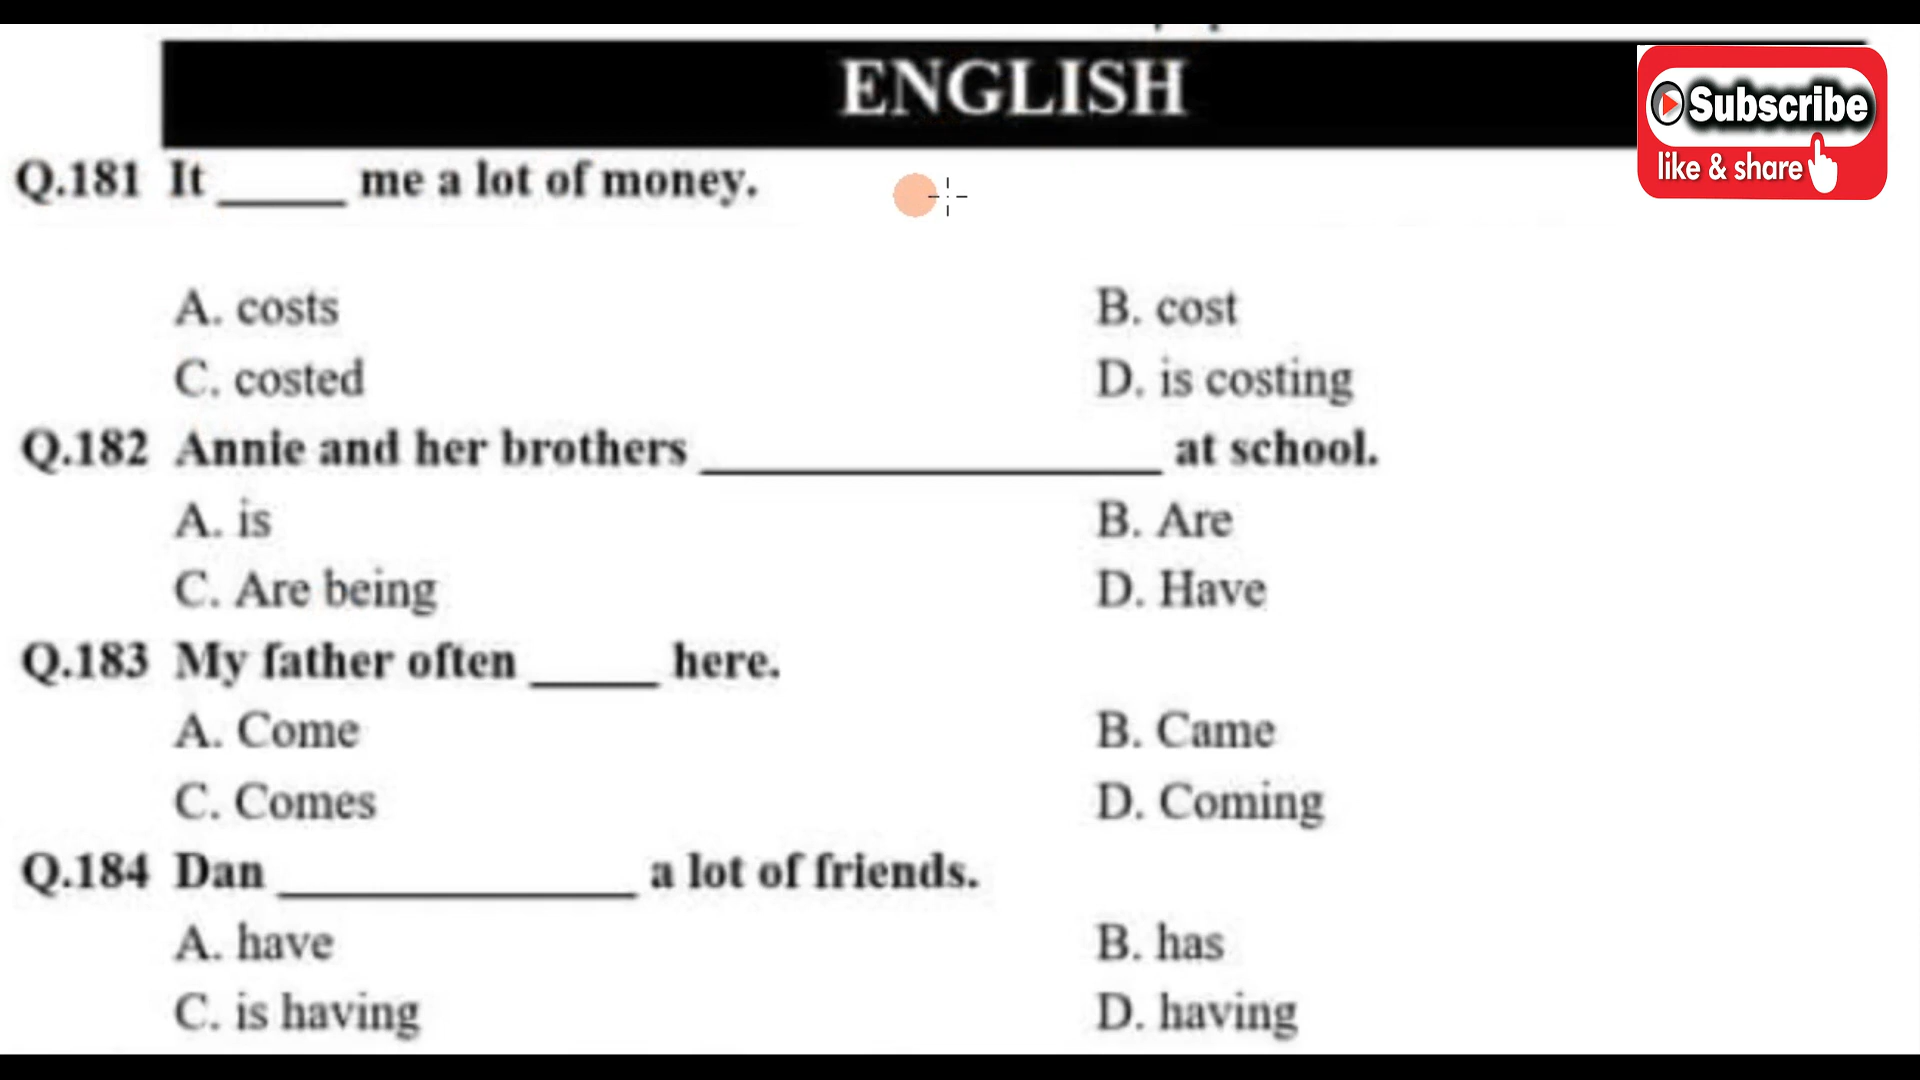 ENGLISH
Subscribe
like & share
Q.181 It _____ me a lot of money.
A. costs B. cost
C. costed D. is costing
Q.182 Annie and her brothers __________________ at school.
A. is B. Are
C. Are being D. Have
Q.183 My father often _____ here.
A. Come B. Came
C. Comes D. Coming
Q.184 Dan ______________ a lot of friends.
A. have B. has
C. is having D. having